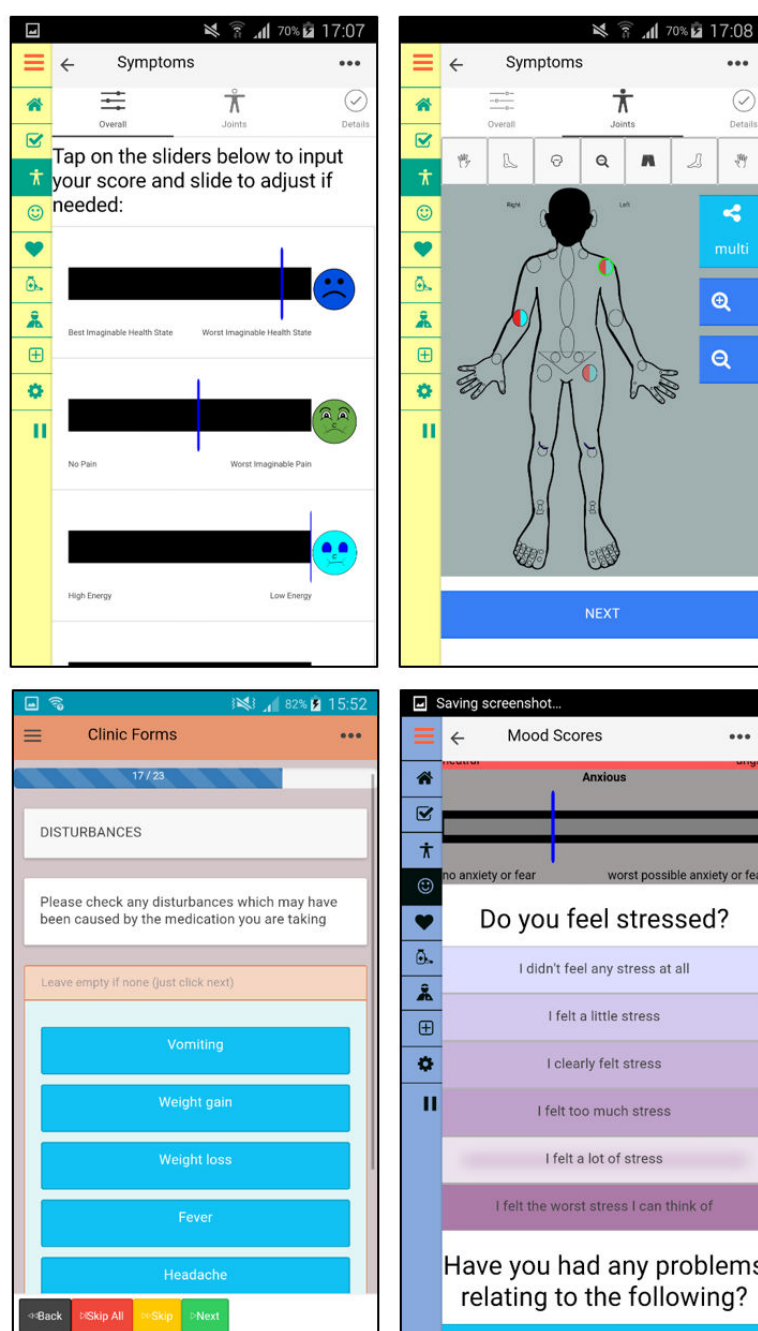 70% 17:07
Symptoms
Overall
Joints
Details
Tap on the sliders below to input
your score and slide to adjust if
needed:
Best Imaginable Health State
Worst Imaginable Health State
No Pain
Worst Imaginable Pain
High Energy
Low Energy
70% 17:08
Symptoms
Overall
Joints
Details
Right
Left
multi
NEXT
82% 15:52
Clinic Forms
17 / 23
DISTURBANCES
Please check any disturbances which may have
been caused by the medication you are taking
Leave empty if none (just click next)
Vomiting
Weight gain
Weight loss
Fever
Headache
Back
Skip All
Skip
Next
Saving screenshot...
Mood Scores
Anxious
no anxiety or fear
worst possible anxiety or fea
Do you feel stressed?
I didn't feel any stress at all
I felt a little stress
I clearly felt stress
I felt too much stress
I felt a lot of stress
I felt the worst stress I can think of
Have you had any problems
relating to the following?